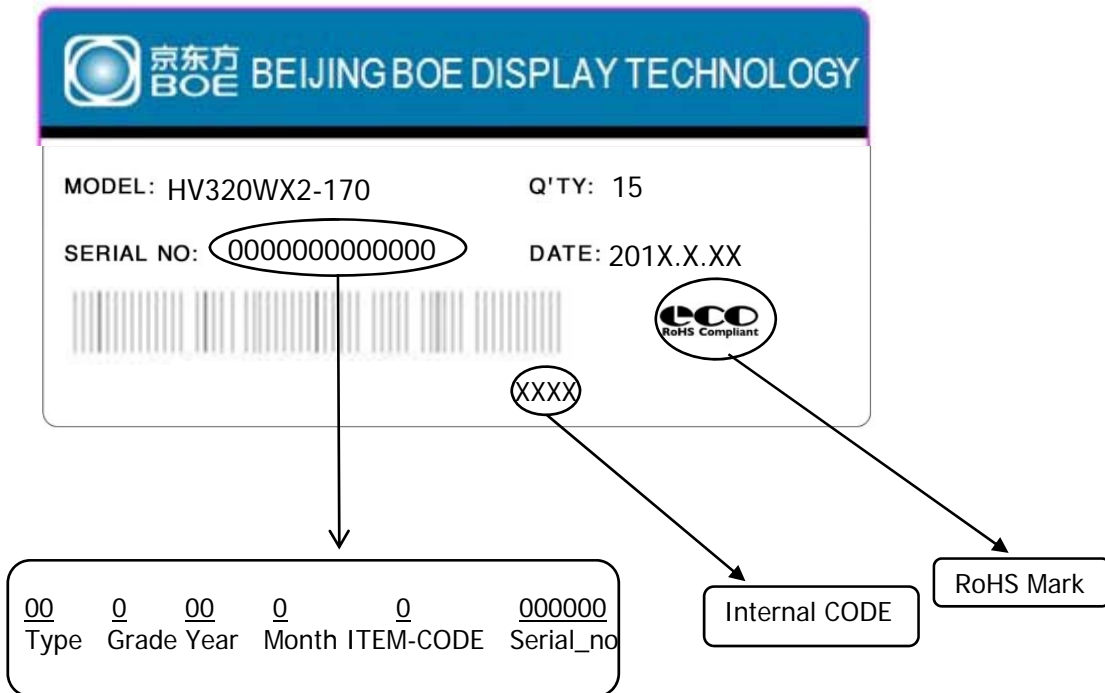 京东方
BOE BEIJING BOE DISPLAY TECHNOLOGY
MODEL: HV320WX2-170 Q'TY: 15
SERIAL NO: 0000000000000 DATE: 201X.X.XX
eco
RoHS Compliant
XXXX
00 0 00 0 0 000000
Type Grade Year Month ITEM-CODE Serial_no
Internal CODE
RoHS Mark